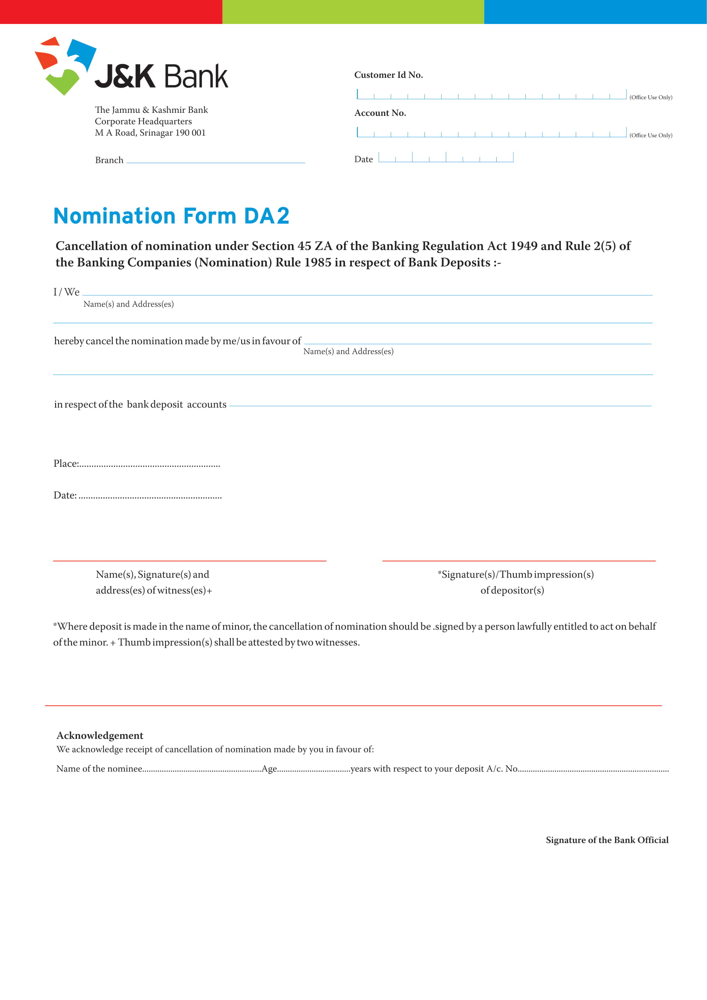 J&K Bank
The Jammu & Kashmir Bank
Corporate Headquarters
M A Road, Srinagar 190 001
Branch
Customer Id No.
(Office Use Only)
Account No.
(Office Use Only)
Date
Nomination Form DA2
Cancellation of nomination under Section 45 ZA of the Banking Regulation Act 1949 and Rule 2(5) of
the Banking Companies (Nomination) Rule 1985 in respect of Bank Deposits :-
I / We
Name(s) and Address(es)
hereby cancel the nomination made by me/us in favour of
Name(s) and Address(es)
in respect of the bank deposit accounts
Place:..........................................................
Date: ...........................................................
Name(s), Signature(s) and
address(es) of witness(es)+
*Signature(s)/Thumb impression(s)
of depositor(s)
*Where deposit is made in the name of minor, the cancellation of nomination should be .signed by a person lawfully entitled to act on behalf
of the minor. + Thumb impression(s) shall be attested by two witnesses.
Acknowledgement
We acknowledge receipt of cancellation of nomination made by you in favour of:
Name of the nominee.......................................................Age..................................years with respect to your deposit A/c. No......................................................................
Signature of the Bank Official